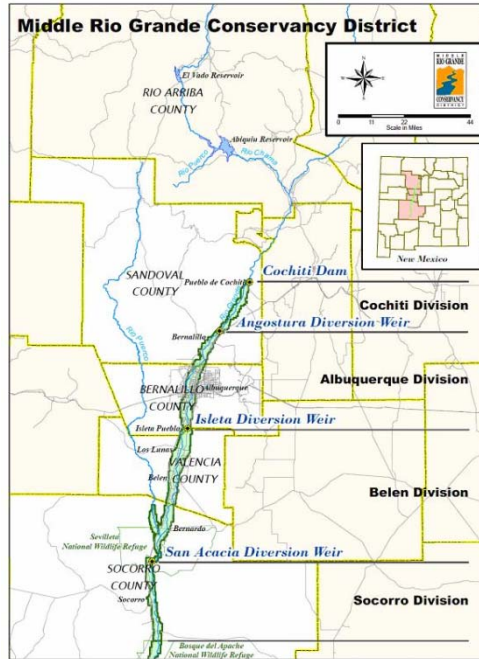 Middle Rio Grande Conservancy District
El Vado Reservoir
RIO ARRIBA
COUNTY
MIDDLE
RIO GRANDE
CONSERVANCY
DISTRICT
0 11 22 44
Scale in Miles
Abiquiu Reservoir
Rio Puerco
Rio Chama
New Mexico
SANDOVAL
COUNTY
Pueblo de Cochiti
Cochiti Dam
Cochiti Division
Rio Puerco
Bernalillo
Angostura Diversion Weir
BERNALILLO
COUNTY
Albuquerque
Albuquerque Division
Isleta Pueblo
Isleta Diversion Weir
Los Lunas
VALENCIA
COUNTY
Belen
Belen Division
Bernardo
Sevilleta
National Wildlife Refuge
San Acacia Diversion Weir
SOCORRO
COUNTY
Socorro
Socorro Division
Bosque del Apache
National Wildlife Refuge